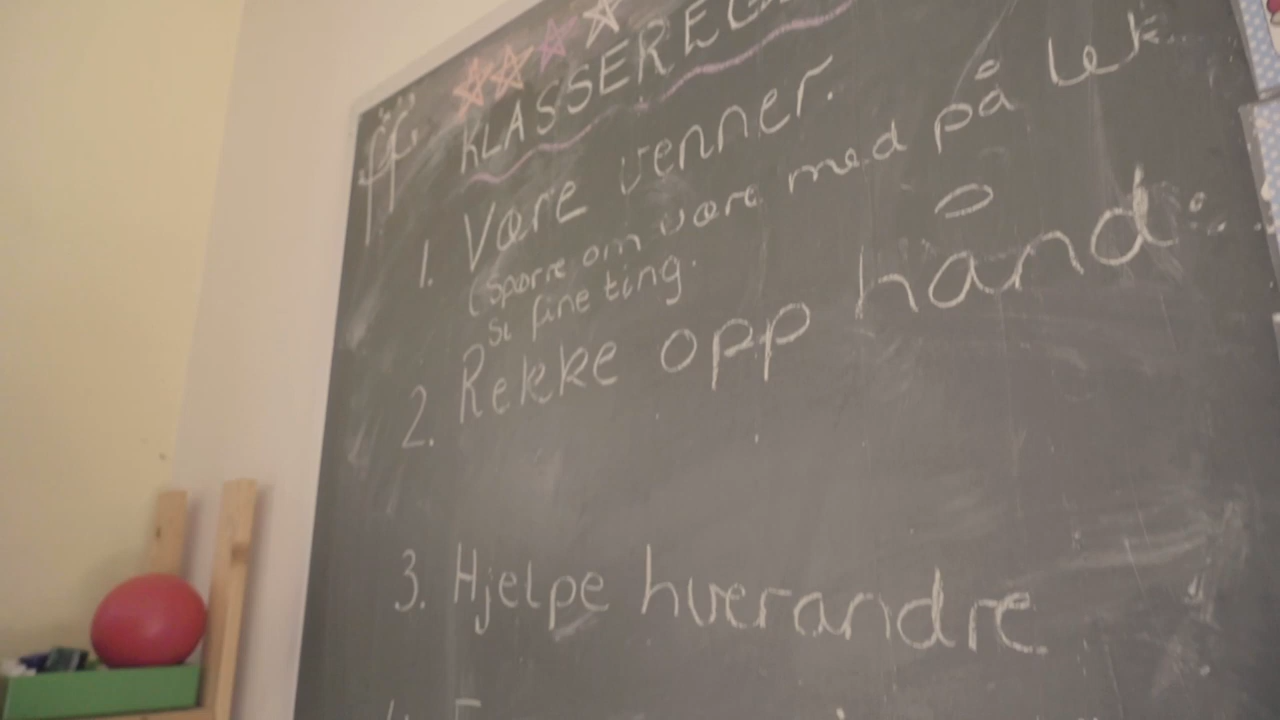 KLASSEREG
1. Være venner.
(Spørre om være med på lek
si fine ting.
2. Rekke opp hånd.
3. Hjelpe hverandre